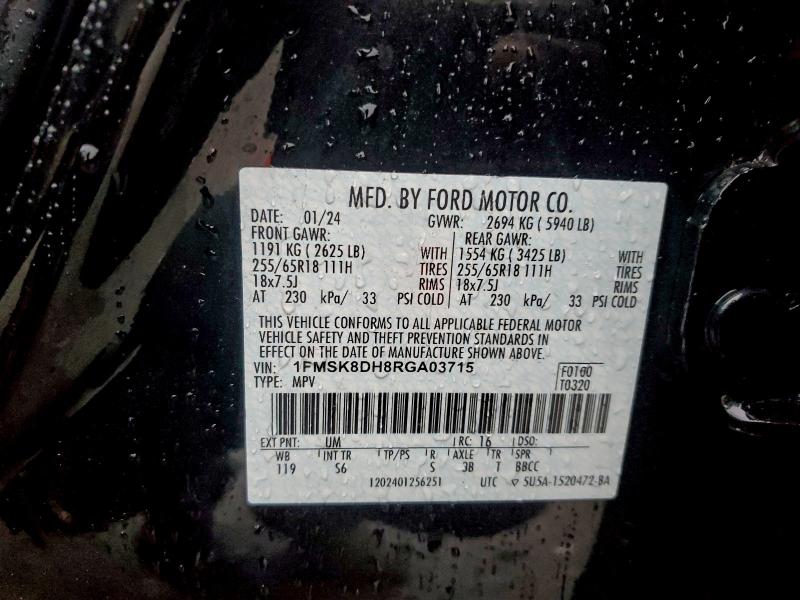 MFD. BY FORD MOTOR CO.
DATE: 01/24 GVWR: 2694 KG ( 5940 LB)
FRONT GAWR: REAR GAWR:
1191 KG ( 2625 LB) WITH 1554 KG ( 3425 LB) WITH
255/65R18 111H TIRES 255/65R18 111H TIRES
18x7.5J RIMS 18x7.5J RIMS
AT 230 kPa/ 33 PSI COLD AT 230 kPa/ 33 PSI COLD
THIS VEHICLE CONFORMS TO ALL APPLICABLE FEDERAL MOTOR
VEHICLE SAFETY AND THEFT PREVENTION STANDARDS IN
EFFECT ON THE DATE OF MANUFACTURE SHOWN ABOVE.
VIN: 1FMSK8DH8RGA03715 F0100
TYPE: MPV T0320
EXT PNT: UM RC: 16 DSO:
WB INT TR TP/PS R AXLE TR SPR
119 S6 S 3B T BBCC
1202401256251 UTC ▽ 5U5A-1520472-BA